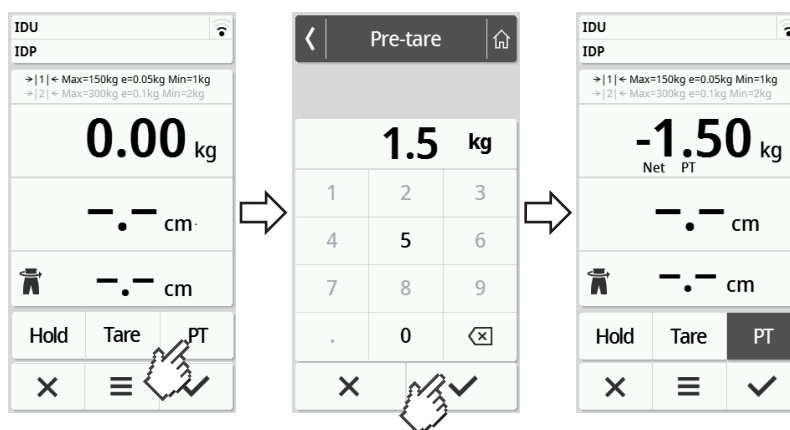 IDU
IDP
→|1|← Max=150kg e=0.05kg Min=1kg
→|2|← Max=300kg e=0.1kg Min=2kg
0.00 kg
-.- cm
-.- cm
Hold Tare PT
Pre-tare
1.5 kg
1 2 3
4 5 6
7 8 9
. 0
IDU
IDP
→|1|← Max=150kg e=0.05kg Min=1kg
→|2|← Max=300kg e=0.1kg Min=2kg
-1.50 kg
Net PT
-.- cm
-.- cm
Hold Tare PT